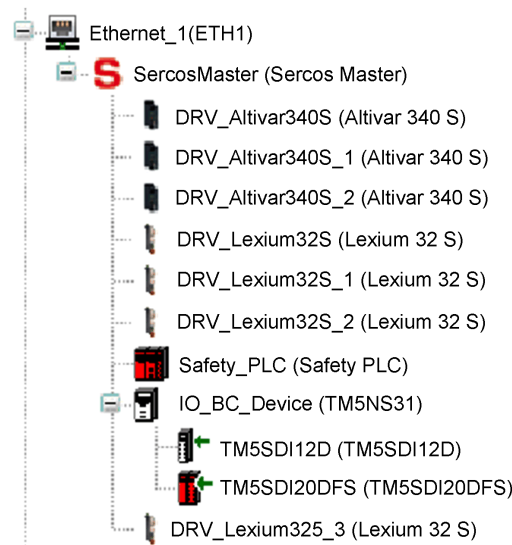 Ethernet_1(ETH1)
S SercosMaster (Sercos Master)
DRV_Altivar340S (Altivar 340 S)
DRV_Altivar340S_1 (Altivar 340 S)
DRV_Altivar340S_2 (Altivar 340 S)
DRV_Lexium32S (Lexium 32 S)
DRV_Lexium32S_1 (Lexium 32 S)
DRV_Lexium32S_2 (Lexium 32 S)
Safety_PLC (Safety PLC)
IO_BC_Device (TM5NS31)
TM5SDI12D (TM5SDI12D)
TM5SDI20DFS (TM5SDI20DFS)
DRV_Lexium325_3 (Lexium 32 S)